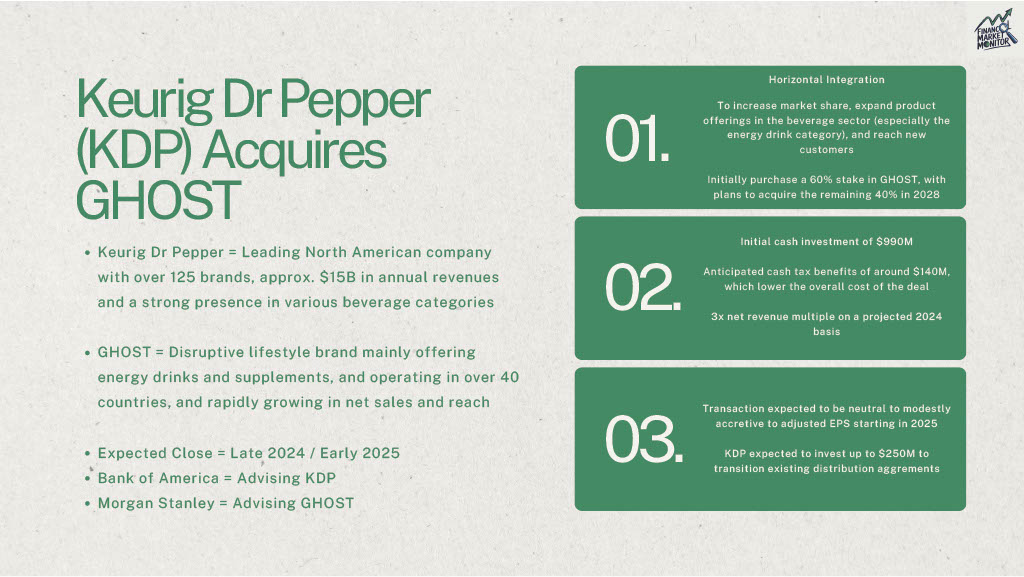 FINANCE
MARKET
MONITOR
Keurig Dr Pepper
(KDP) Acquires
GHOST
• Keurig Dr Pepper = Leading North American company
with over 125 brands, approx. $15B in annual revenues
and a strong presence in various beverage categories
• GHOST = Disruptive lifestyle brand mainly offering
energy drinks and supplements, and operating in over 40
countries, and rapidly growing in net sales and reach
• Expected Close = Late 2024 / Early 2025
• Bank of America = Advising KDP
• Morgan Stanley = Advising GHOST
01.
Horizontal Integration
To increase market share, expand product
offerings in the beverage sector (especially the
energy drink category), and reach new
customers
Initially purchase a 60% stake in GHOST, with
plans to acquire the remaining 40% in 2028
02.
Initial cash investment of $990M
Anticipated cash tax benefits of around $140M,
which lower the overall cost of the deal
3x net revenue multiple on a projected 2024
basis
03.
Transaction expected to be neutral to modestly
accretive to adjusted EPS starting in 2025
KDP expected to invest up to $250M to
transition existing distribution aggrements